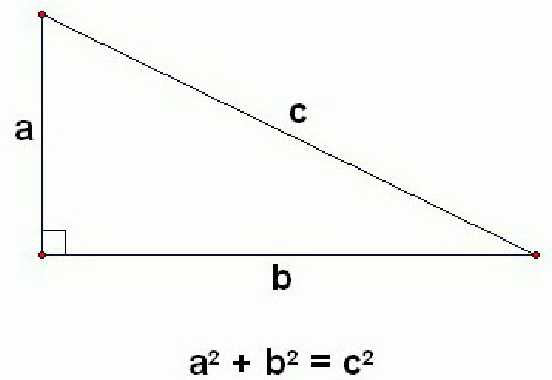 c
a
b
a² + b² = c²